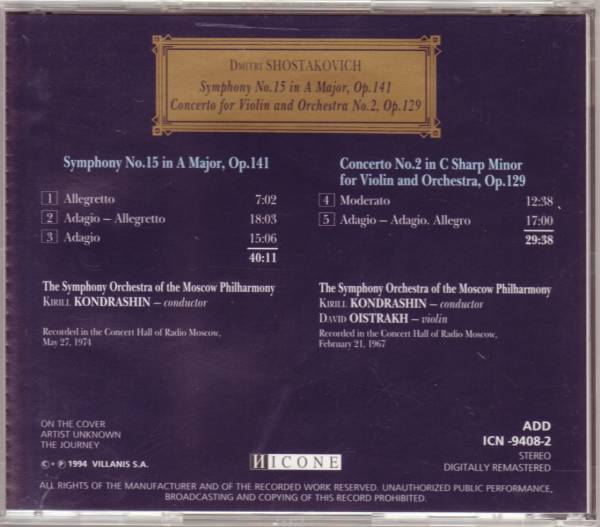 DMITRI SHOSTAKOVICH
Symphony No.15 in A Major, Op.141
Concerto for Violin and Orchestra No.2, Op.129
Symphony No.15 in A Major, Op.141
1 Allegretto 7:02
2 Adagio – Allegretto 18:03
3 Adagio 15:06
40:11
The Symphony Orchestra of the Moscow Philharmony
KIRILL KONDRASHIN – conductor
Recorded in the Concert Hall of Radio Moscow,
May 27, 1974
Concerto No.2 in C Sharp Minor
for Violin and Orchestra, Op.129
4 Moderato 12:38
5 Adagio – Adagio. Allegro 17:00
29:38
The Symphony Orchestra of the Moscow Philharmony
KIRILL KONDRASHIN – conductor
DAVID OISTRAKH – violin
Recorded in the Concert Hall of Radio Moscow,
February 21, 1967
ON THE COVER
ARTIST UNKNOWN
THE JOURNEY
© • ℗ 1994 VILLANIS S.A.
ИICONE
ADD
ICN -9408-2
STEREO
DIGITALLY REMASTERED
ALL RIGHTS OF THE MANUFACTURER AND OF THE RECORDED WORK RESERVED. UNAUTHORIZED PUBLIC PERFORMANCE,
BROADCASTING AND COPYING OF THIS RECORD PROHIBITED.